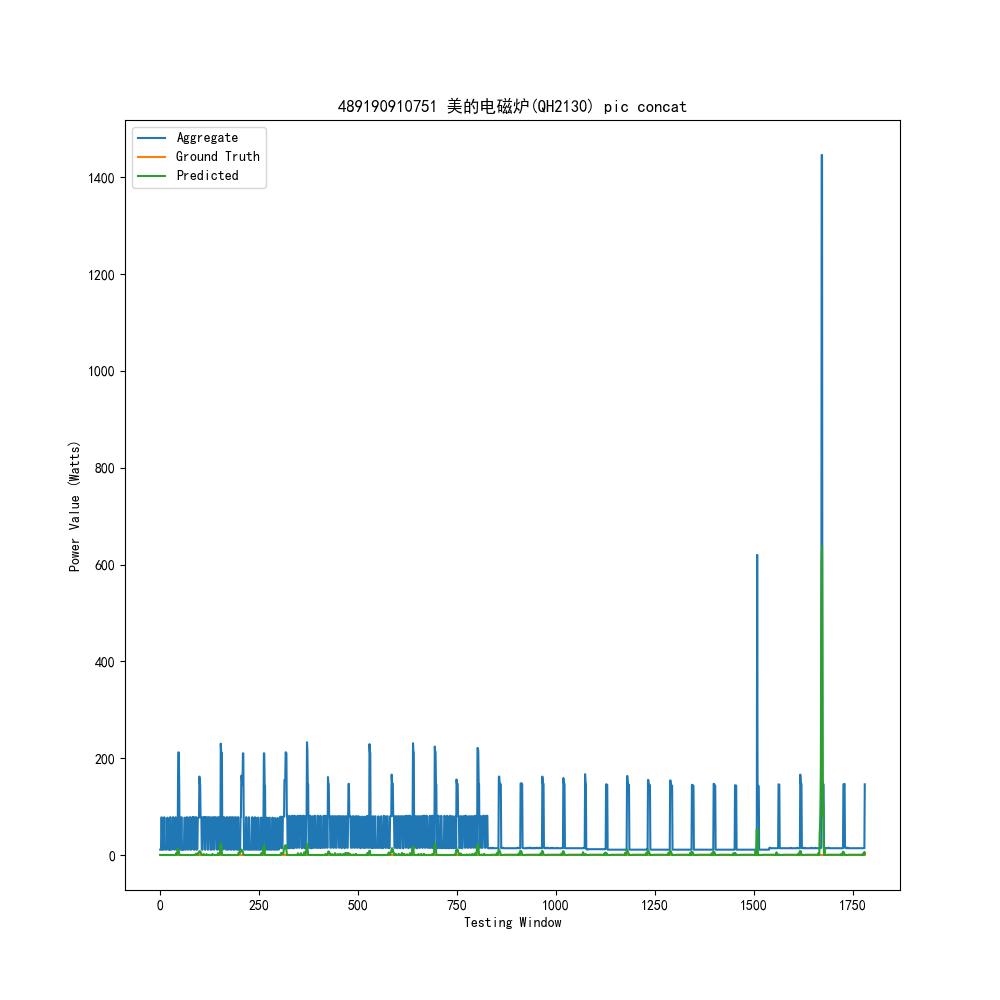 489190910751 美的电磁炉(QH2130) pic concat
Aggregate
Ground Truth
Predicted
1400
1200
1000
800
600
400
200
0
Power Value (Watts)
0 250 500 750 1000 1250 1500 1750
Testing Window